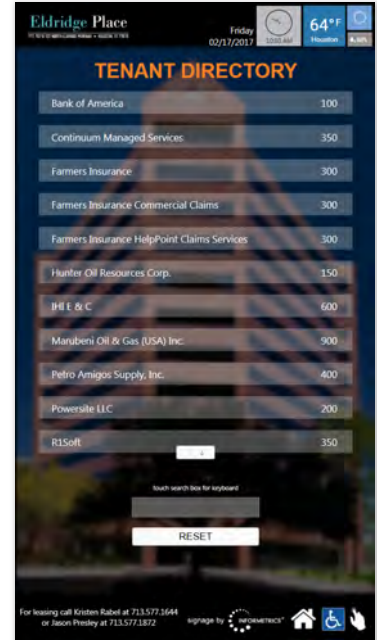 Eldridge Place
Friday
02/17/2017
10:00 AM
64°F
Houston
TENANT DIRECTORY
Bank of America 100
Continuum Managed Services 350
Farmers Insurance 300
Farmers Insurance Commercial Claims 300
Farmers Insurance HelpPoint Claims Services 300
Hunter Oil Resources Corp. 150
IHI E & C 600
Marubeni Oil & Gas (USA) Inc. 900
Petro Amigos Supply, Inc. 400
Powersite LLC 200
R1Soft 350
touch search box for keyboard
RESET
For leasing call Kristen Rabel at 713.577.1644
or Jason Presley at 713.577.1872
signage by INFORMETRICS